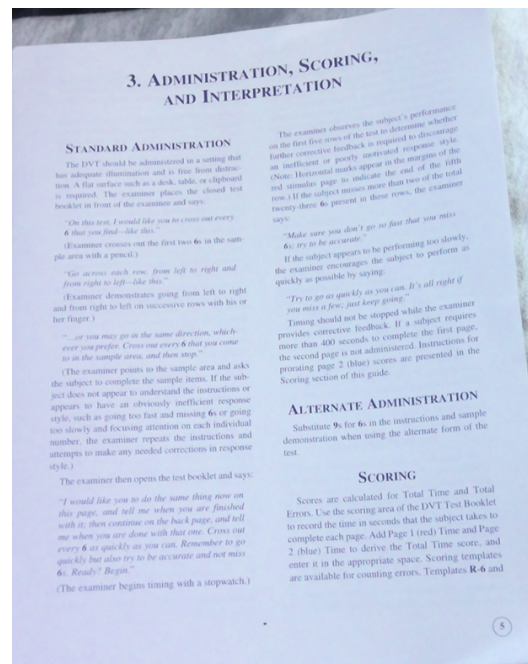 3. ADMINISTRATION, SCORING,
AND INTERPRETATION
STANDARD ADMINISTRATION
The DVT should be administered in a setting that
has adequate illumination and is free from distrac-
tion. A flat surface such as a desk, table, or clipboard
is required. The examiner places the closed test
booklet in front of the examinee and says:
"On this test, I would like you to cross out every
6 that you find—like this."
(Examiner crosses out the first two 6s in the sam-
ple area with a pencil.)
"Go across each row, from left to right and
from right to left—like this."
(Examiner demonstrates going from left to right
and from right to left on successive rows with his or
her finger.)
"...or you may go in the same direction, which-
ever you prefer. Cross out every 6 that you come
to in the sample area, and then stop."
(The examiner points to the sample area and asks
the subject to complete the sample items. If the sub-
ject does not appear to understand the instructions or
appears to have an obviously inefficient response
style, such as going too fast and missing 6s or going
too slowly and focusing attention on each individual
number, the examiner repeats the instructions and
attempts to make any needed corrections in response
style.)
The examiner then opens the test booklet and says:
"I would like you to do the same thing now on
this page, and tell me when you are finished
with it; then continue on the back page, and tell
me when you are done with that one. Cross out
every 6 as quickly as you can. Remember to go
quickly but also try to be accurate and not miss
6s. Ready? Begin."
(The examiner begins timing with a stopwatch.)
The examiner observes the subject's performance
on the first five rows of the test to determine whether
further corrective feedback is required to discourage
an inefficient or poorly motivated response style.
(Note: Horizontal marks appear in the margins of the
red stimulus page to indicate the end of the fifth
row.) If the subject misses more than two of the total
twenty-three 6s present in these rows, the examiner
says:
"Make sure you don't go so fast that you miss
6s; try to be accurate."
If the subject appears to be performing too slowly,
the examiner encourages the subject to perform as
quickly as possible by saying:
"Try to go as quickly as you can. It's all right if
you miss a few, just keep going."
Timing should not be stopped while the examiner
provides corrective feedback. If a subject requires
more than 400 seconds to complete the first page,
the second page is not administered. Instructions for
prorating page 2 (blue) scores are presented in the
Scoring section of this guide.
ALTERNATE ADMINISTRATION
Substitute 9s for 6s in the instructions and sample
demonstration when using the alternate form of the
test.
SCORING
Scores are calculated for Total Time and Total
Errors. Use the scoring area of the DVT Test Booklet
to record the time in seconds that the subject takes to
complete each page. Add Page 1 (red) Time and Page
2 (blue) Time to derive the Total Time score, and
enter it in the appropriate space. Scoring templates
are available for counting errors. Templates R-6 and
5